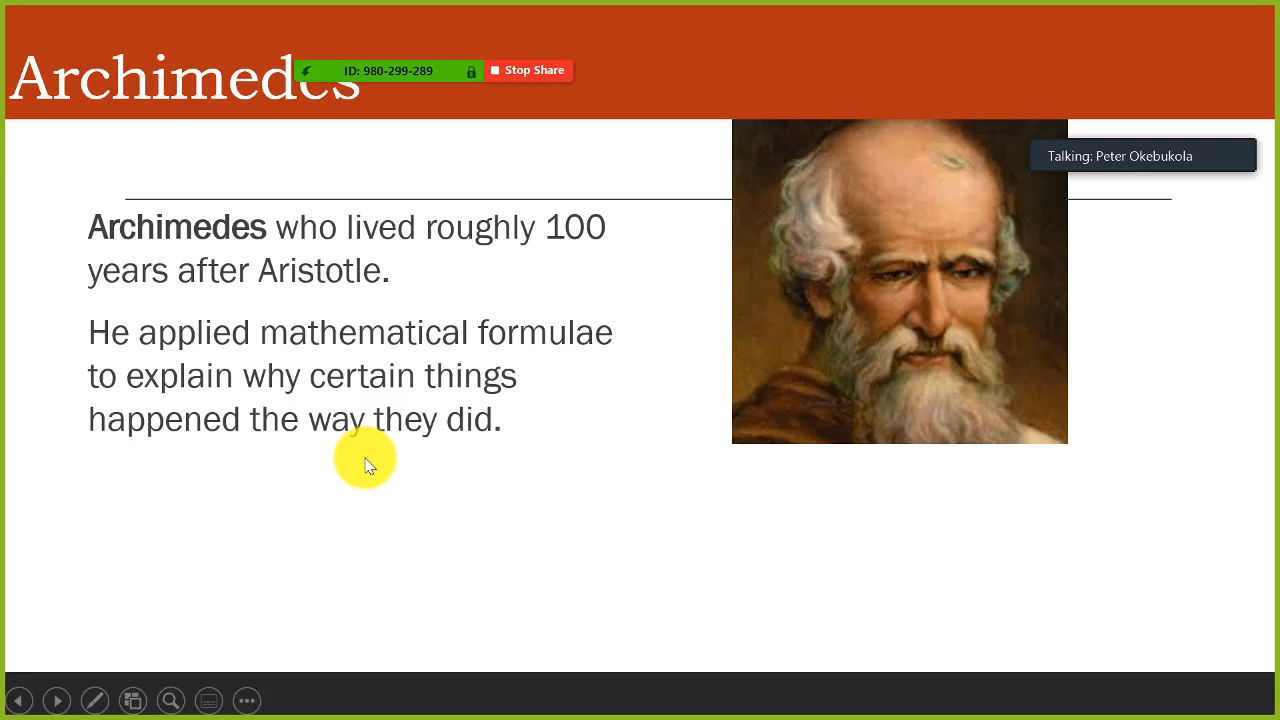 Archimedes
ID: 980-299-289
Stop Share
Talking: Peter Okebukola
Archimedes who lived roughly 100
years after Aristotle.
He applied mathematical formulae
to explain why certain things
happened the way they did.